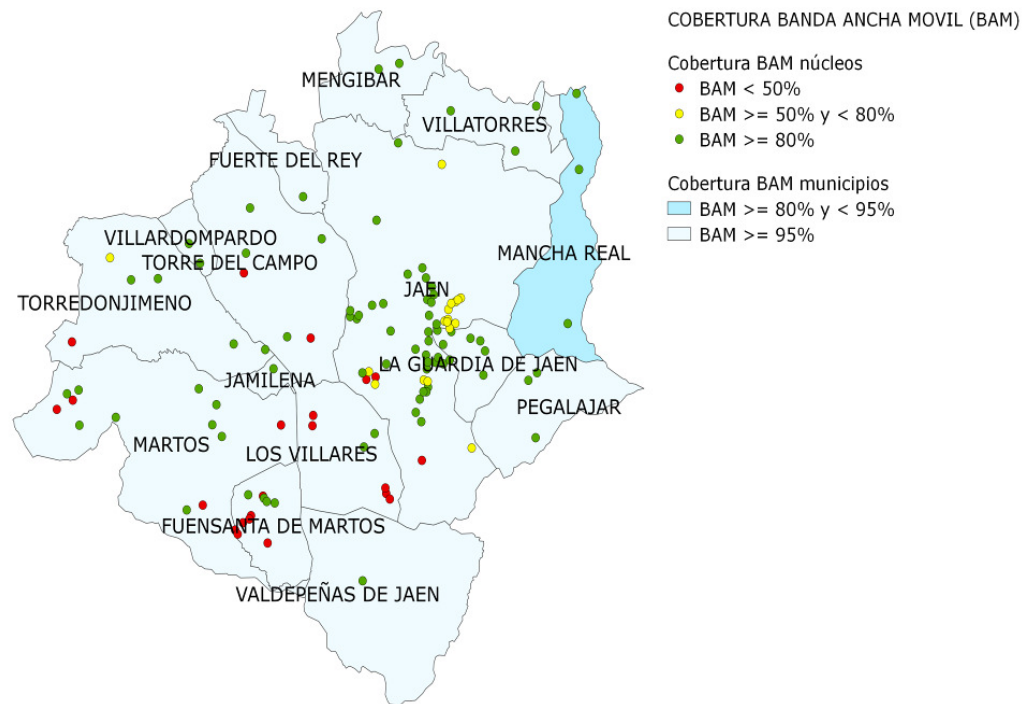 COBERTURA BANDA ANCHA MOVIL (BAM)
Cobertura BAM núcleos
BAM < 50%
BAM >= 50% y < 80%
BAM >= 80%
Cobertura BAM municipios
BAM >= 80% y < 95%
BAM >= 95%
MENGIBAR
VILLATORRES
FUERTE DEL REY
VILLARDOMPARDO
TORRE DEL CAMPO
MANCHA REAL
TORREDONJIMENO
JAEN
LA GUARDIA DE JAEN
JAMILENA
PEGALAJAR
MARTOS
LOS VILLARES
FUENSANTA DE MARTOS
VALDEPEÑAS DE JAEN